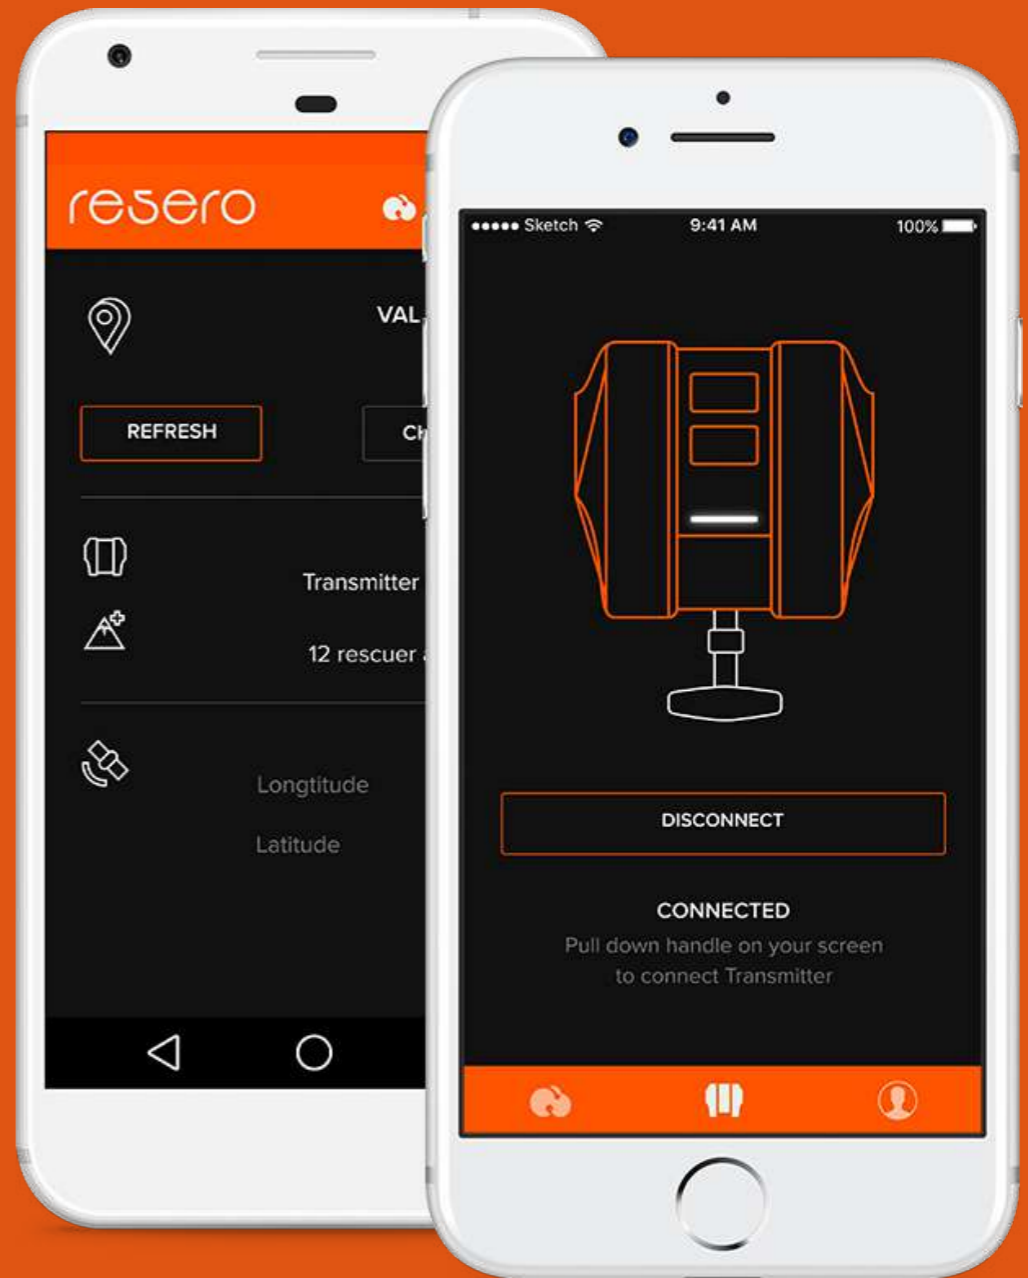 resero
VAL
REFRESH
Transmitter
12 rescuer
Longtitude
Latitude
Sketch
9:41 AM
100%
DISCONNECT
CONNECTED
Pull down handle on your screen
to connect Transmitter